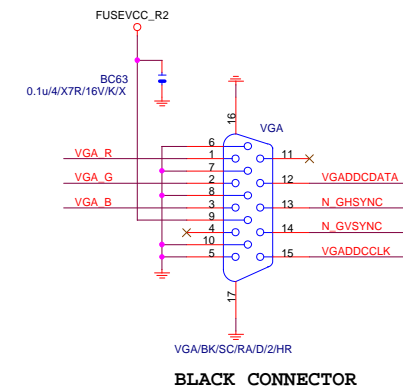 FUSEVCC_R2
BC63
0.1u/4/X7R/16V/K/X
16
VGA
6
VGA_R
1
11
7
VGA_G
2
12
VGADDCDATA
8
VGA_B
3
13
N_GHSYNC
9
4
14
N_GVSYNC
10
5
15
VGADDCCLK
17
VGA/BK/SC/RA/D/2/HR
BLACK CONNECTOR